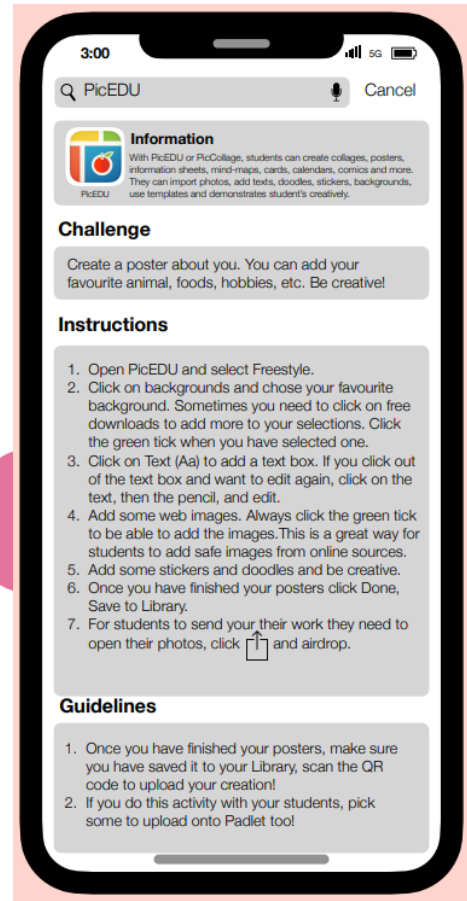 3:00
5G
PicEDU
Cancel
Information
With PicEDU or PicCollage, students can create collages, posters,
information sheets, mind-maps, cards, calendars, comics and more.
They can import photos, add texts, doodles, stickers, backgrounds,
use templates and demonstrates student's creatively.
PicEDU
Challenge
Create a poster about you. You can add your
favourite animal, foods, hobbies, etc. Be creative!
Instructions
1. Open PicEDU and select Freestyle.
2. Click on backgrounds and chose your favourite
background. Sometimes you need to click on free
downloads to add more to your selections. Click
the green tick when you have selected one.
3. Click on Text (Aa) to add a text box. If you click out
of the text box and want to edit again, click on the
text, then the pencil, and edit.
4. Add some web images. Always click the green tick
to be able to add the images.This is a great way for
students to add safe images from online sources.
5. Add some stickers and doodles and be creative.
6. Once you have finished your posters click Done,
Save to Library.
7. For students to send your their work they need to
open their photos, click and airdrop.
Guidelines
1. Once you have finished your posters, make sure
you have saved it to your Library, scan the QR
code to upload your creation!
2. If you do this activity with your students, pick
some to upload onto Padlet too!